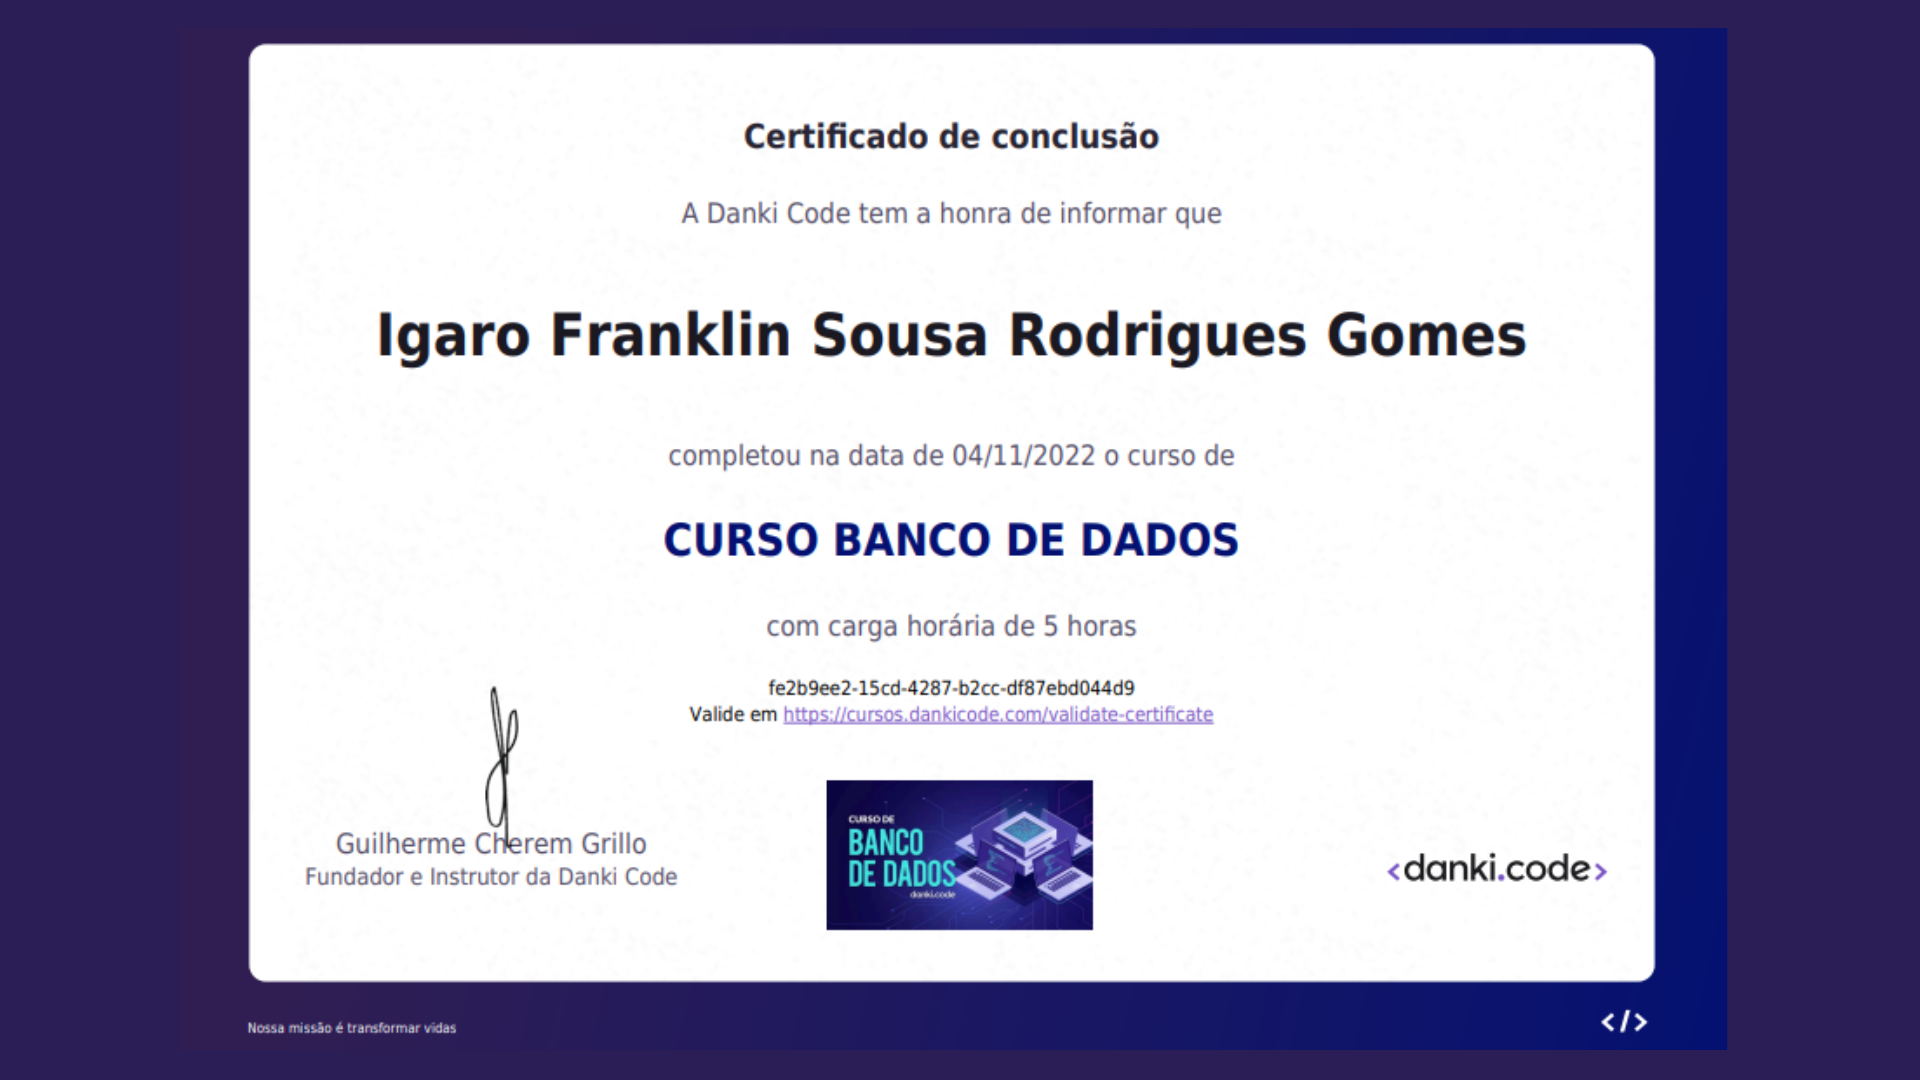 Certificado de conclusão
A Danki Code tem a honra de informar que
Igaro Franklin Sousa Rodrigues Gomes
completou na data de 04/11/2022 o curso de
CURSO BANCO DE DADOS
com carga horária de 5 horas
fe2b9ee2-15cd-4287-b2cc-df87ebd044d9
Valide em https://cursos.dankicode.com/validate-certificate
Guilherme Cherem Grillo
Fundador e Instrutor da Danki Code
CURSO DE
BANCO
DE DADOS
danki.code
<danki.code>
Nossa missão é transformar vidas
</>